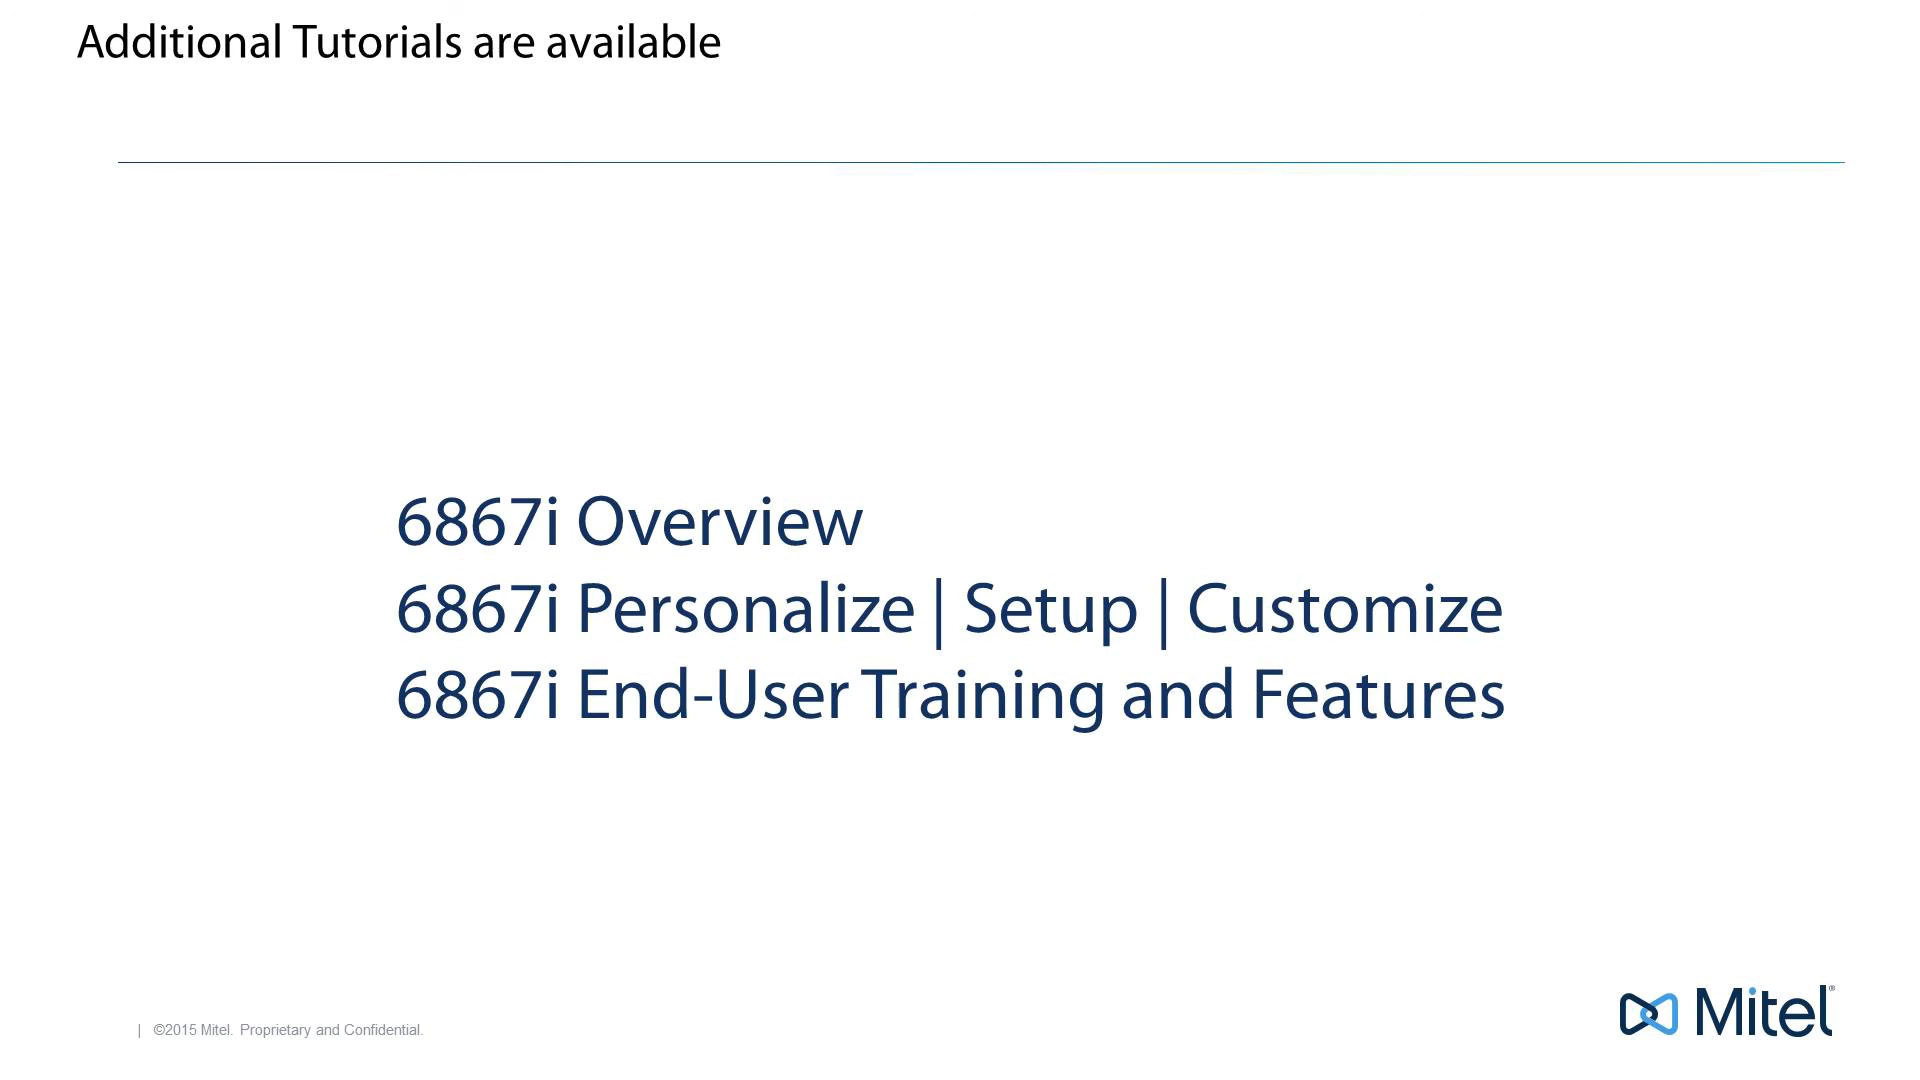 Additional Tutorials are available
6867i Overview
6867i Personalize | Setup | Customize
6867i End-User Training and Features
| ©2015 Mitel. Proprietary and Confidential.
Mitel®